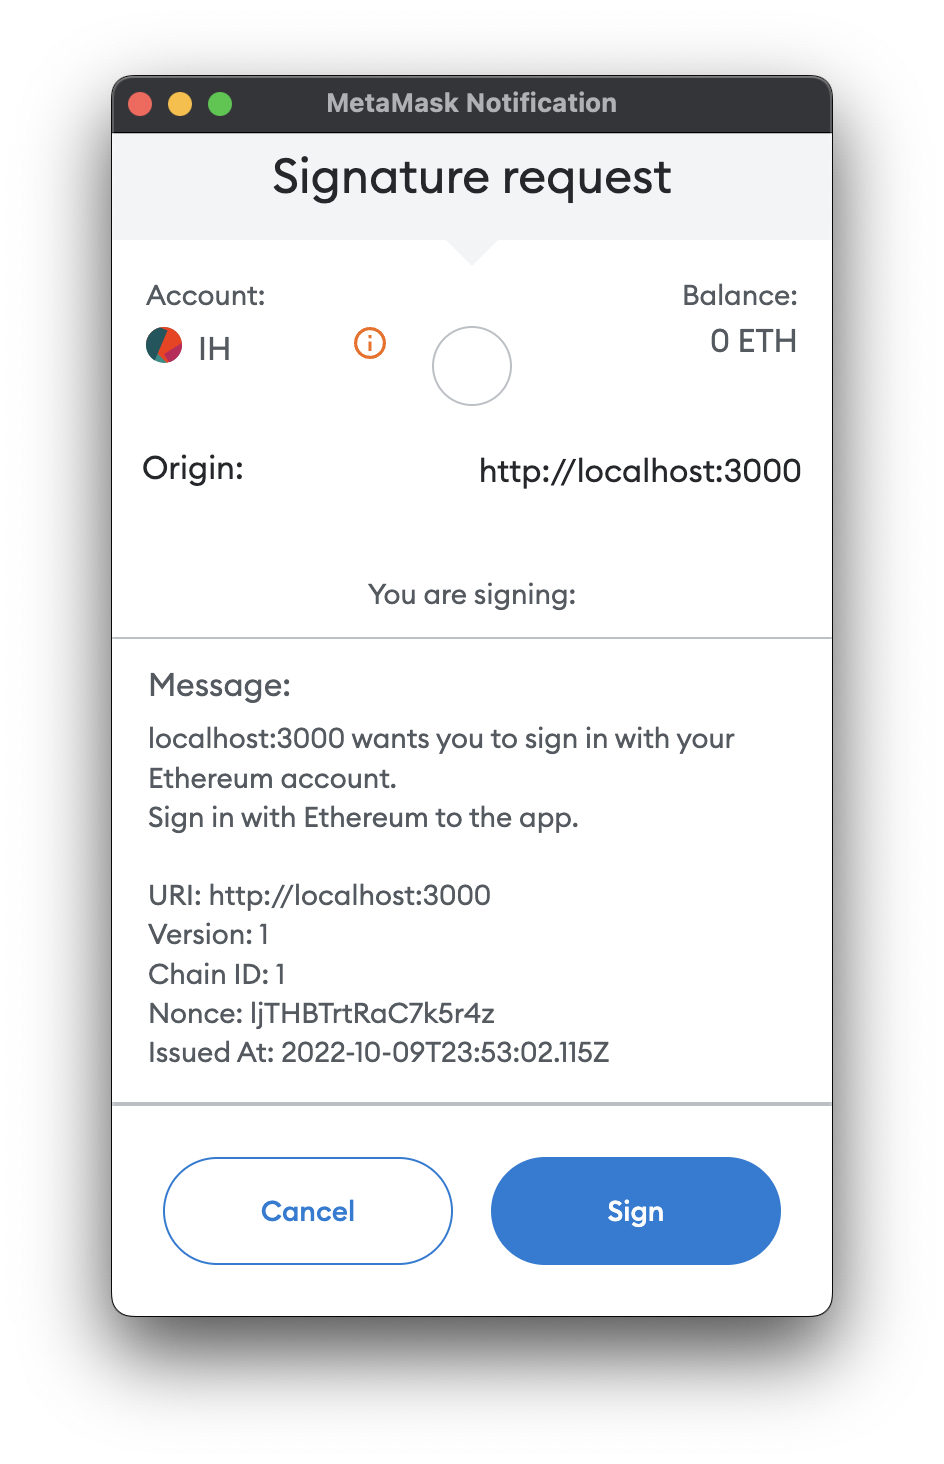 MetaMask Notification
Signature request
Account:
Balance:
IH
0 ETH
Origin:
http://localhost:3000
You are signing:
Message:
localhost:3000 wants you to sign in with your
Ethereum account.
Sign in with Ethereum to the app.
URI: http://localhost:3000
Version: 1
Chain ID: 1
Nonce: ljTHBTrtRaC7k5r4z
Issued At: 2022-10-09T23:53:02.115Z
Cancel
Sign